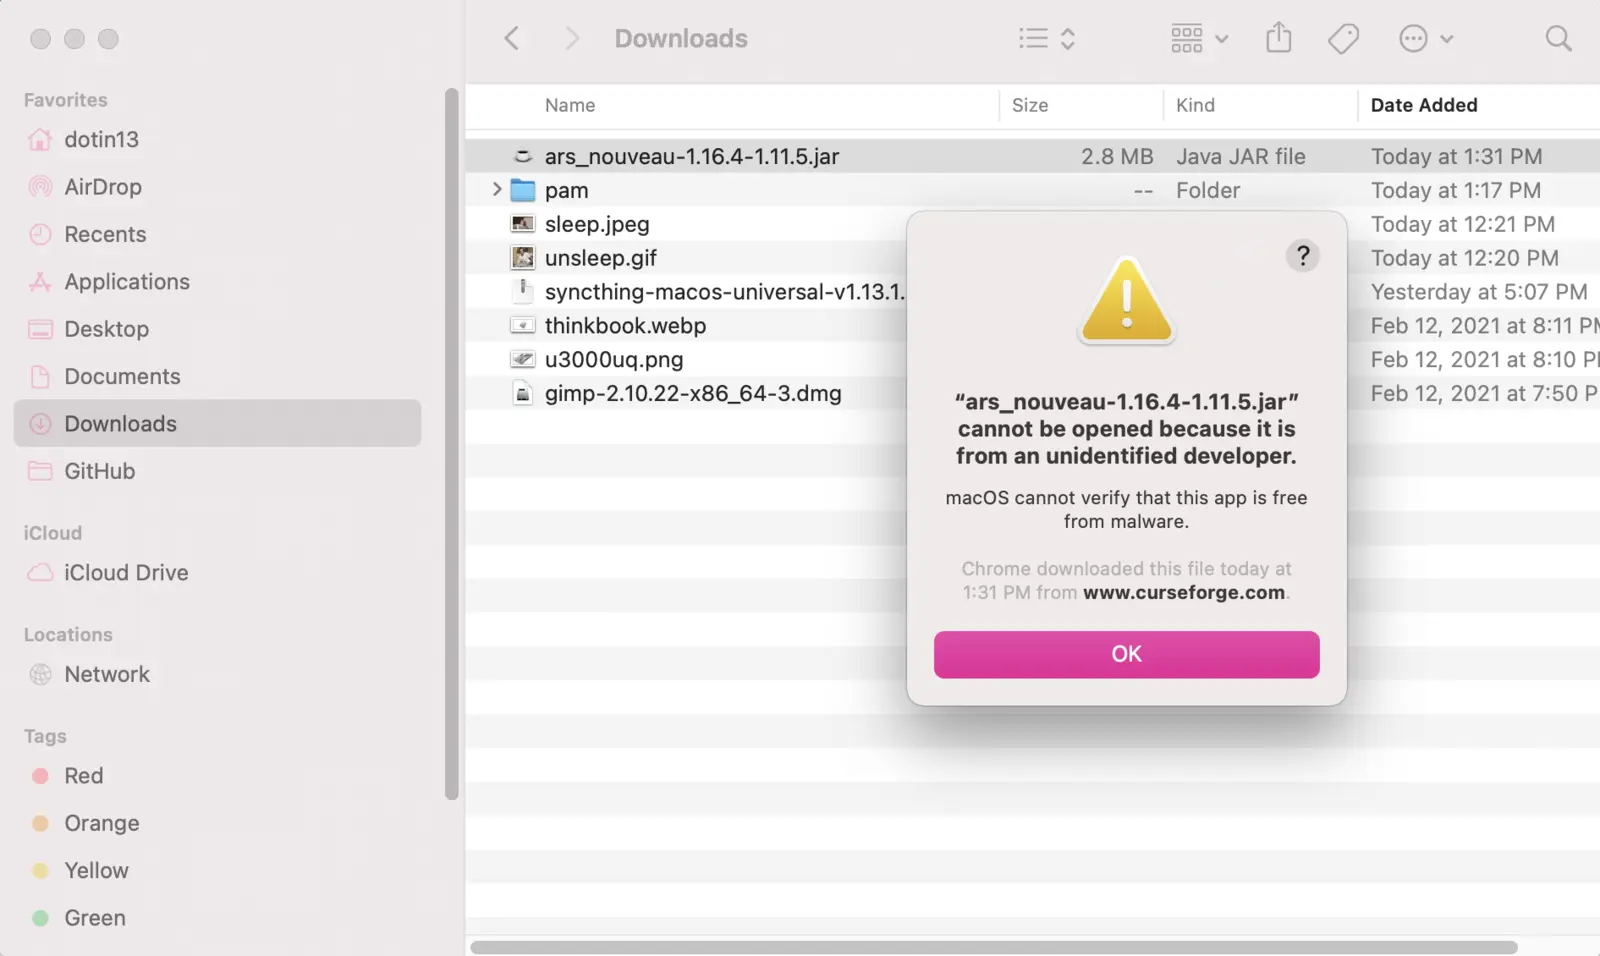 Downloads
Favorites
dotin13
AirDrop
Recents
Applications
Desktop
Documents
Downloads
GitHub
iCloud
iCloud Drive
Locations
Network
Tags
Red
Orange
Yellow
Green
Name Size Kind Date Added
ars_nouveau-1.16.4-1.11.5.jar 2.8 MB Java JAR file Today at 1:31 PM
pam -- Folder Today at 1:17 PM
sleep.jpeg Today at 12:21 PM
unsleep.gif Today at 12:20 PM
syncthing-macos-universal-v1.13.1. Yesterday at 5:07 PM
thinkbook.webp Feb 12, 2021 at 8:11 PM
u3000uq.png Feb 12, 2021 at 8:10 P
gimp-2.10.22-x86_64-3.dmg Feb 12, 2021 at 7:50 P
?
“ars_nouveau-1.16.4-1.11.5.jar”
cannot be opened because it is
from an unidentified developer.
macOS cannot verify that this app is free
from malware.
Chrome downloaded this file today at
1:31 PM from www.curseforge.com.
OK